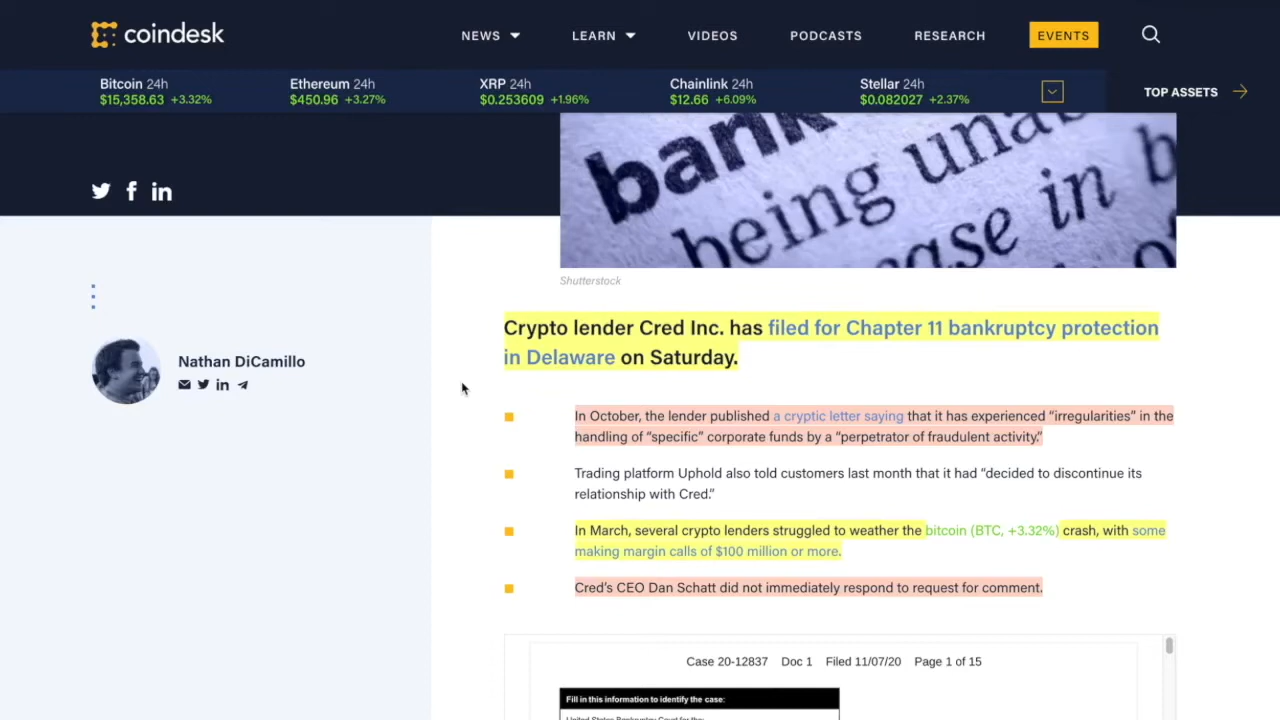 coindesk
NEWS LEARN VIDEOS PODCASTS RESEARCH EVENTS
Bitcoin 24h Ethereum 24h XRP 24h Chainlink 24h Stellar 24h
$15,358.63 +3.32% $450.96 +3.27% $0.253609 +1.96% $12.66 +6.09% $0.082027 +2.37%
TOP ASSETS
bank
being
in
Shutterstock
Crypto lender Cred Inc. has filed for Chapter 11 bankruptcy protection
in Delaware on Saturday.
Nathan DiCamillo
In October, the lender published a cryptic letter saying that it has experienced “irregularities” in the
handling of “specific” corporate funds by a “perpetrator of fraudulent activity.”
Trading platform Uphold also told customers last month that it had “decided to discontinue its
relationship with Cred.”
In March, several crypto lenders struggled to weather the bitcoin (BTC, +3.32%) crash, with some
making margin calls of $100 million or more.
Cred’s CEO Dan Schatt did not immediately respond to request for comment.
Case 20-12837 Doc 1 Filed 11/07/20 Page 1 of 15
Fill in this information to identify the case:
United States Bankruptcy Court for the: